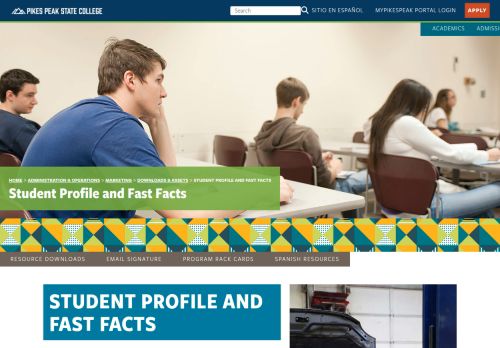 PIKES PEAK STATE COLLEGE
Search
SITIO EN ESPAÑOL
MYPIKESPEAK PORTAL LOGIN
APPLY
ACADEMICS
ADMISSI
HOME > ADMINISTRATION & OPERATIONS > MARKETING > DOWNLOADS & ASSETS > STUDENT PROFILE AND FAST FACTS
Student Profile and Fast Facts
RESOURCE DOWNLOADS
EMAIL SIGNATURE
PROGRAM RACK CARDS
SPANISH RESOURCES
STUDENT PROFILE AND
FAST FACTS